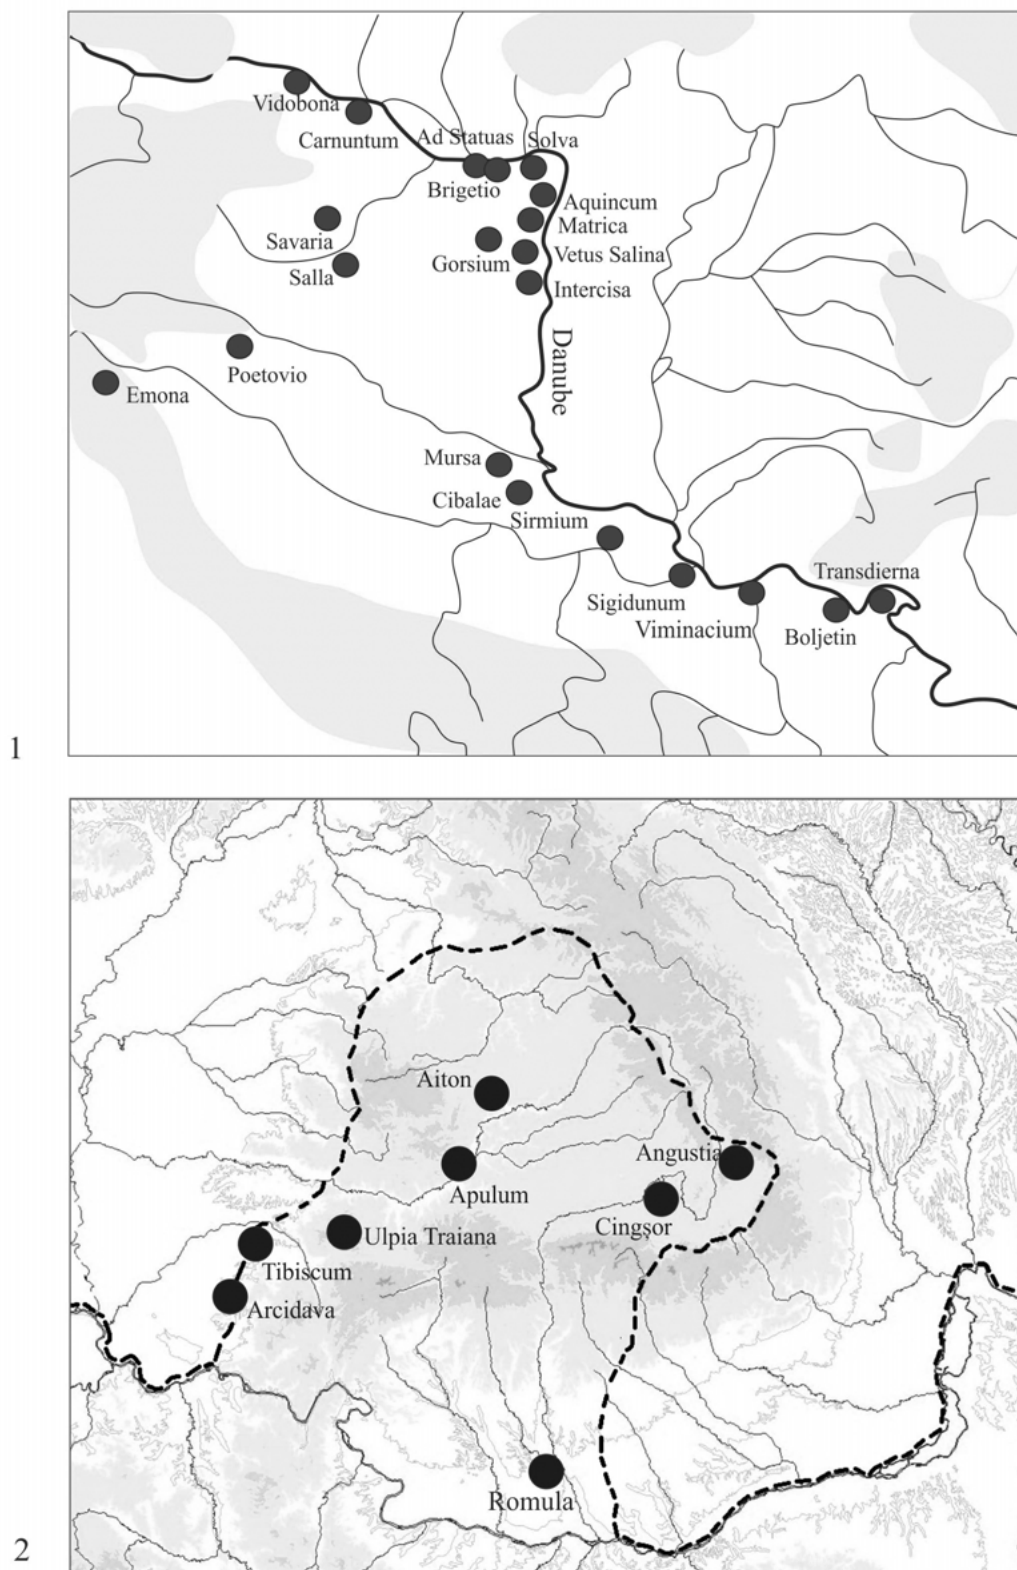 Vidobona
Carnuntum
Ad Statuas
Solva
Brigetio
Aquincum
Matrica
Savaria
Gorsium
Vetus Salina
Salla
Intercisa
Danube
Poetovio
Emona
Mursa
Cibalae
Sirmium
Transdierna
Sigidunum
Viminacium
Boljetin
1
Aiton
Angustia
Apulum
Cingșor
Ulpia Traiana
Tibiscum
Arcidava
Romula
2